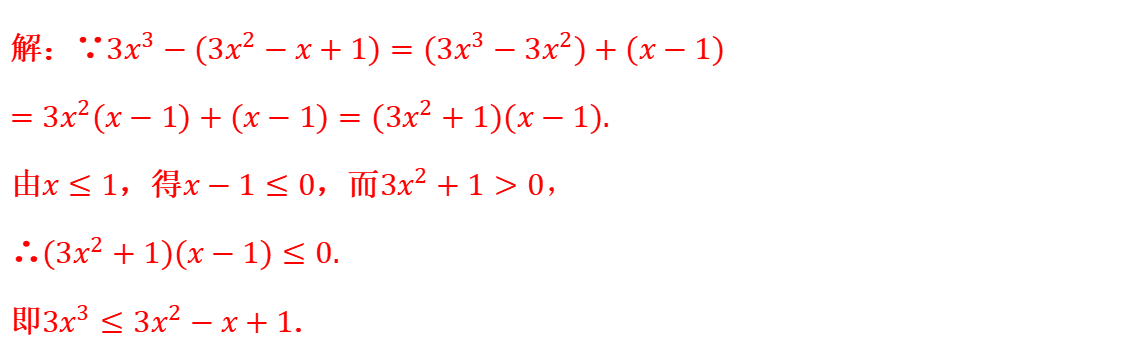 解：∵3x³ − (3x² − x + 1) = (3x³ − 3x²) + (x − 1)
= 3x²(x − 1) + (x − 1) = (3x² + 1)(x − 1).
由x ≤ 1，得x − 1 ≤ 0，而3x² + 1 > 0，
∴(3x² + 1)(x − 1) ≤ 0.
即3x³ ≤ 3x² − x + 1.